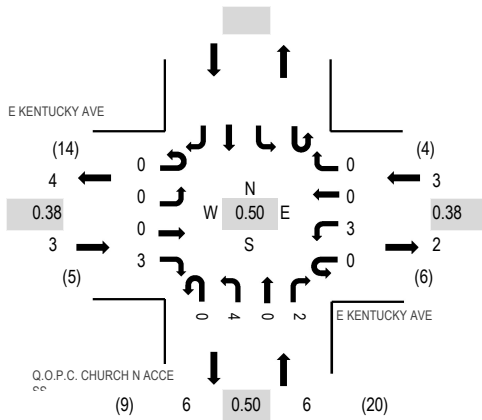 E KENTUCKY AVE
(14)
4
0.38
3
(5)
0
0
0
3
N
W 0.50 E
S
0
0
3
0
(4)
3
0.38
2
(6)
0 4 0 2
E KENTUCKY AVE
Q.O.P.C. CHURCH N ACCE
SS
(9) 6 0.50 6 (20)